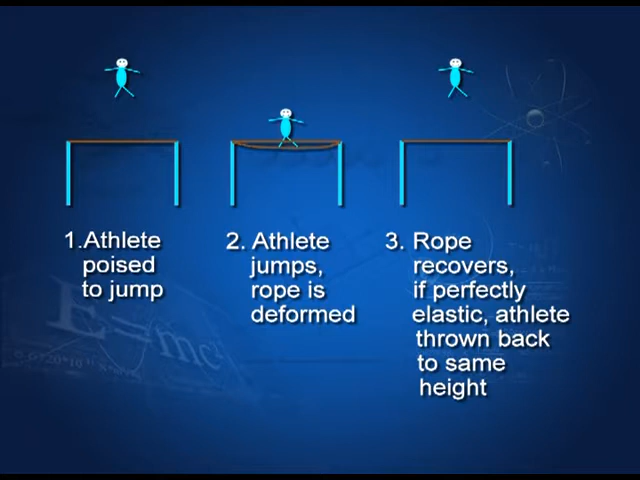 1.Athlete
poised
to jump
2. Athlete
jumps,
rope is
deformed
3. Rope
recovers,
if perfectly
elastic, athlete
thrown back
to same
height
E=mc²